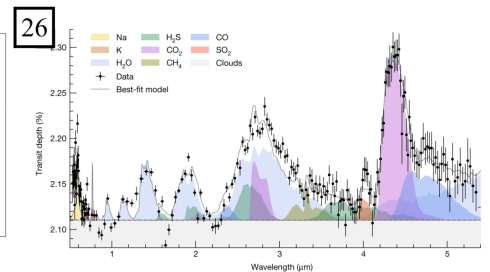 26
Na H₂S CO
K CO₂ SO₂
H₂O CH₄ Clouds
Data
Best-fit model
Transit depth (%)
2.30
2.25
2.20
2.15
2.10
1 2 3 4 5
Wavelength (µm)